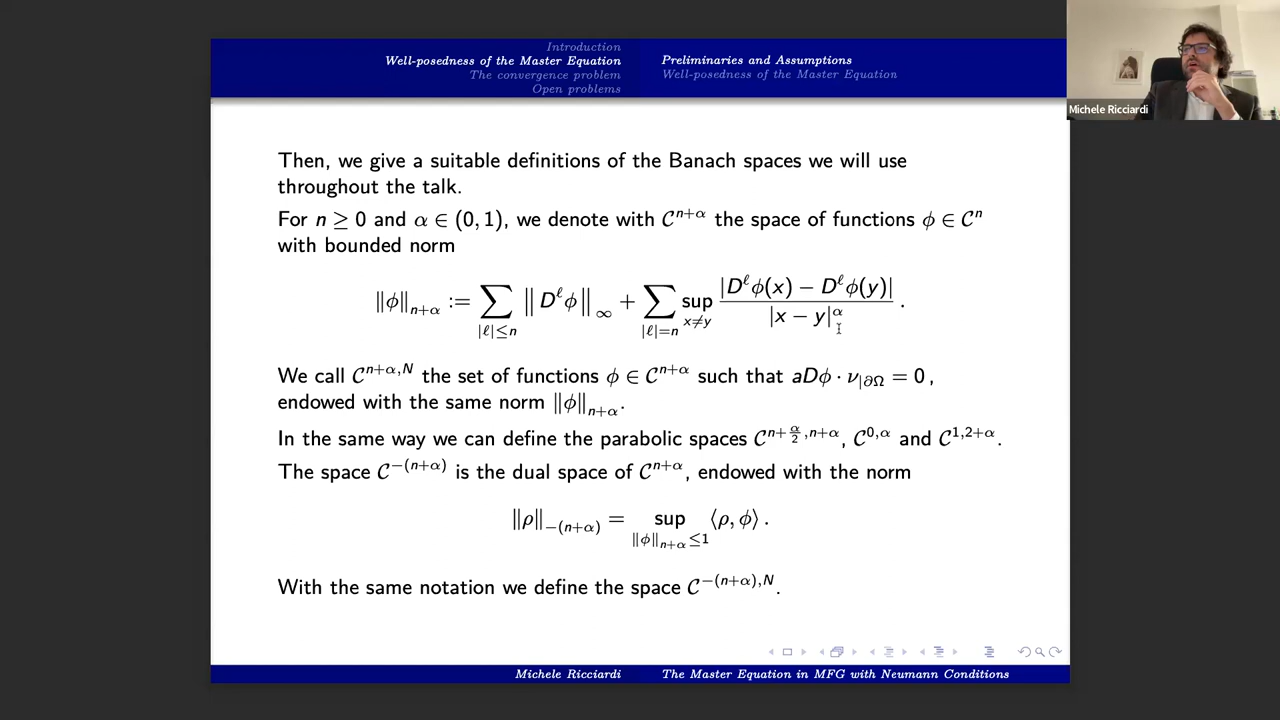 Introduction
Well-posedness of the Master Equation
The convergence problem
Open problems
Preliminaries and Assumptions
Well-posedness of the Master Equation
Michele Ricciardi
Then, we give a suitable definitions of the Banach spaces we will use
throughout the talk.
For n ≥ 0 and α ∈ (0, 1), we denote with 𝒞ⁿ⁺ᵅ the space of functions ϕ ∈ 𝒞ⁿ
with bounded norm
‖ϕ‖_{n+α} := ∑_{|ℓ|≤n} ‖D^ℓ ϕ‖_∞ + ∑_{|ℓ|=n} sup_{x≠y} |D^ℓ ϕ(x) − D^ℓ ϕ(y)| / |x − y|^α .
We call 𝒞^{n+α,N} the set of functions ϕ ∈ 𝒞^{n+α} such that aDϕ · ν_{|∂Ω} = 0 ,
endowed with the same norm ‖ϕ‖_{n+α}.
In the same way we can define the parabolic spaces 𝒞^{n+α/2,n+α}, 𝒞^{0,α} and 𝒞^{1,2+α}.
The space 𝒞^{−(n+α)} is the dual space of 𝒞^{n+α}, endowed with the norm
‖ρ‖_{−(n+α)} = sup_{‖ϕ‖_{n+α}≤1} ⟨ρ, ϕ⟩ .
With the same notation we define the space 𝒞^{−(n+α),N}.
Michele Ricciardi
The Master Equation in MFG with Neumann Conditions